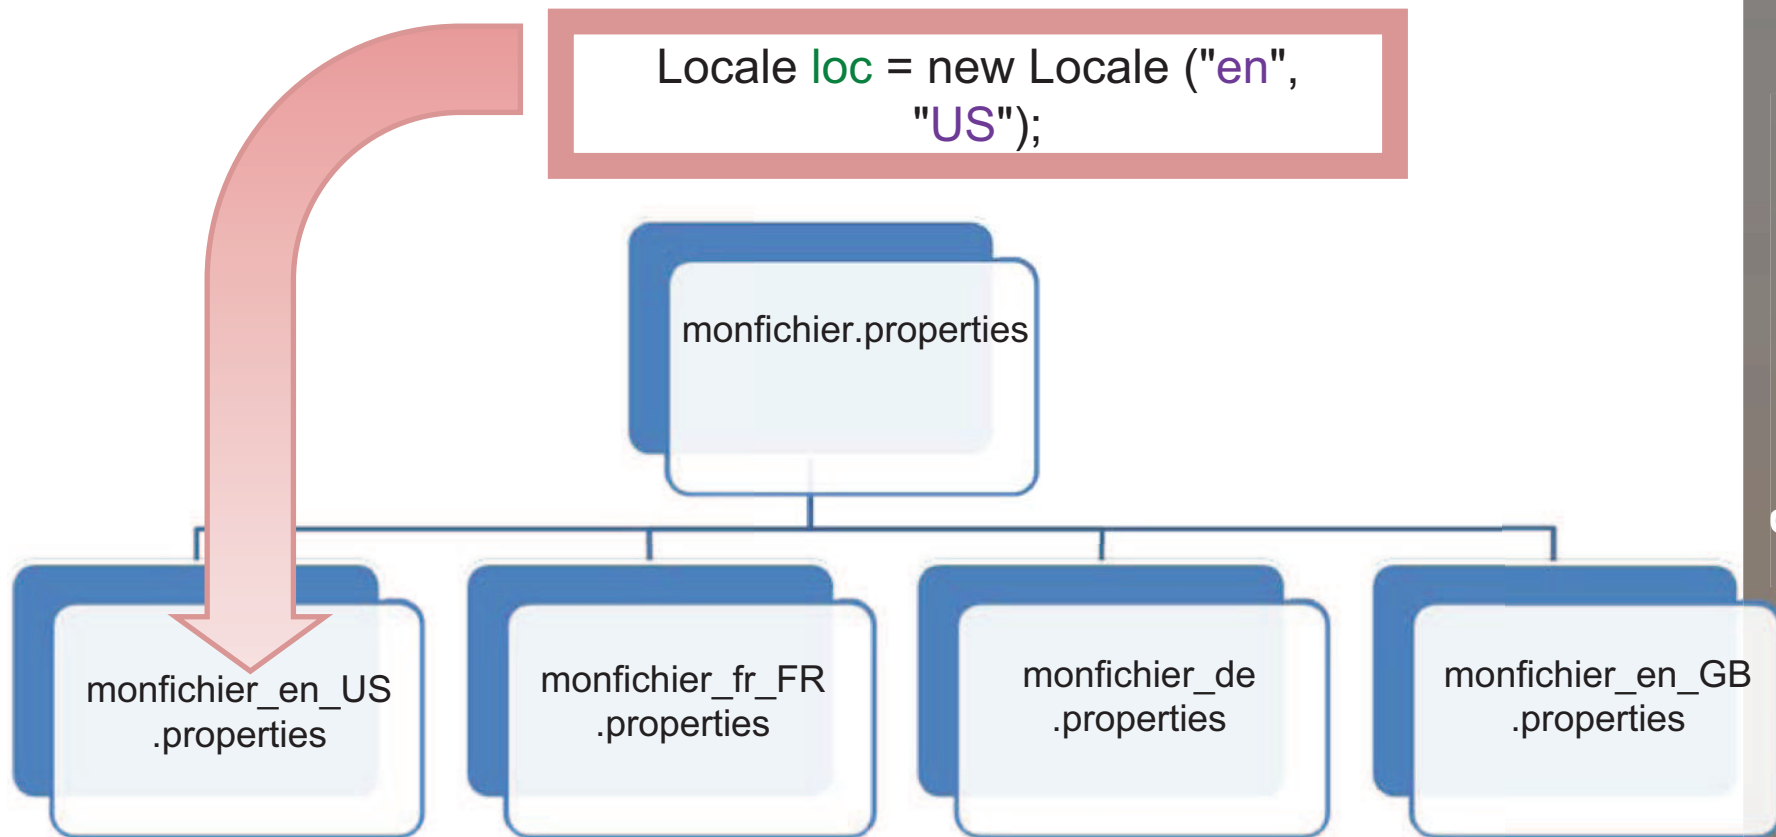 Locale loc = new Locale ("en",
"US");
monfichier.properties
monfichier_en_US
.properties
monfichier_fr_FR
.properties
monfichier_de
.properties
monfichier_en_GB
.properties